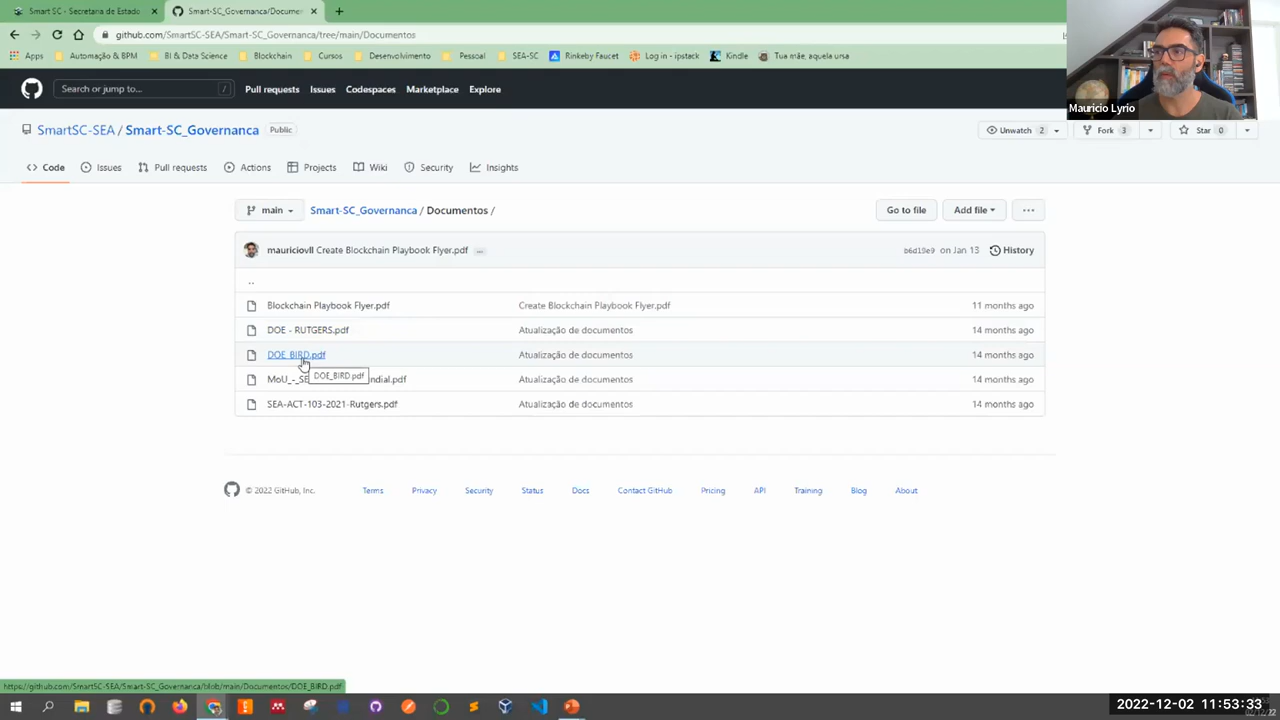 Smart SC - Secretaria de Estado
Smart-SC_Governanca/Documen
github.com/SmartSC-SEA/Smart-SC_Governanca/tree/main/Documentos
Apps Automação & BPM BI & Data Science Blockchain Cursos Desenvolvimento Pessoal SEA-SC Rinkeby Faucet Log in - ipstack Kindle Tua mãe, aquela ursa
Mauricio Lyrio
Search or jump to... / Pull requests Issues Codespaces Marketplace Explore
SmartSC-SEA / Smart-SC_Governanca Public Unwatch 2 Fork 3 Star 0
Code Issues Pull requests Actions Projects Wiki Security Insights
main Smart-SC_Governanca / Documentos / Go to file Add file ...
mauriciovll Create Blockchain Playbook Flyer.pdf ... b6d19e9 on Jan 13 History
..
Blockchain Playbook Flyer.pdf Create Blockchain Playbook Flyer.pdf 11 months ago
DOE - RUTGERS.pdf Atualização de documentos 14 months ago
DOE_BIRD.pdf Atualização de documentos 14 months ago
DOE_BIRD.pdf
MoU_-_SE ndial.pdf Atualização de documentos 14 months ago
SEA-ACT-103-2021-Rutgers.pdf Atualização de documentos 14 months ago
© 2022 GitHub, Inc. Terms Privacy Security Status Docs Contact GitHub Pricing API Training Blog About
https://github.com/SmartSC-SEA/Smart-SC_Governanca/blob/main/Documentos/DOE_BIRD.pdf
2022-12-02 11:53:33